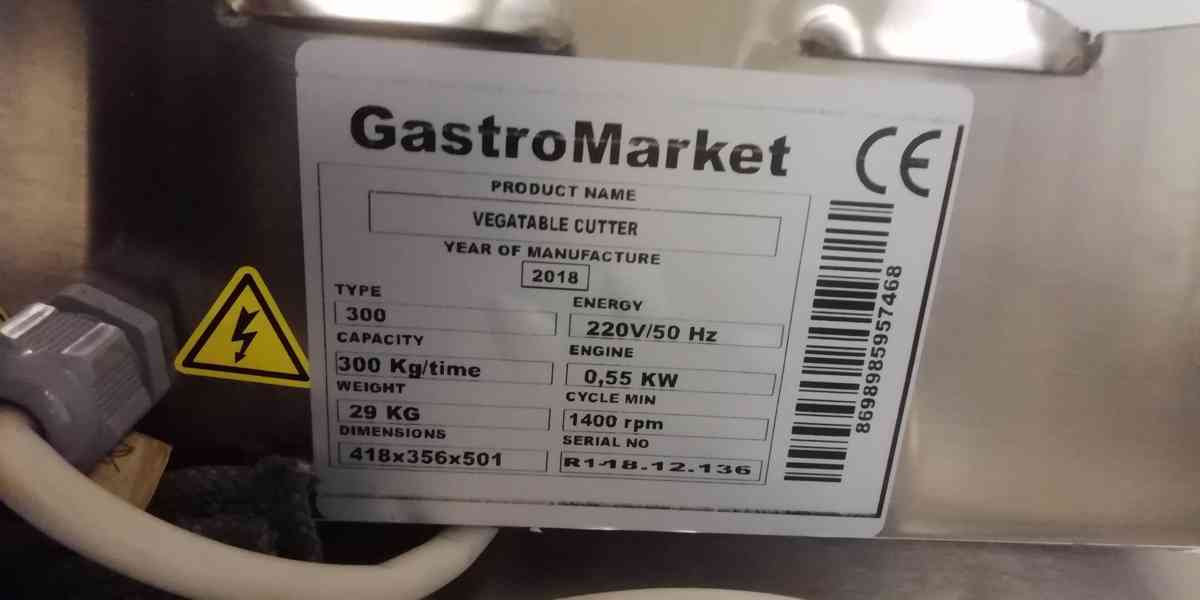 GastroMarket
CE
PRODUCT NAME
VEGATABLE CUTTER
YEAR OF MANUFACTURE
2018
TYPE
300
ENERGY
220V/50 Hz
CAPACITY
300 Kg/time
ENGINE
0,55 KW
WEIGHT
29 KG
CYCLE MIN
1400 rpm
DIMENSIONS
418x356x501
SERIAL NO
R1-18.12.136
8698985957468